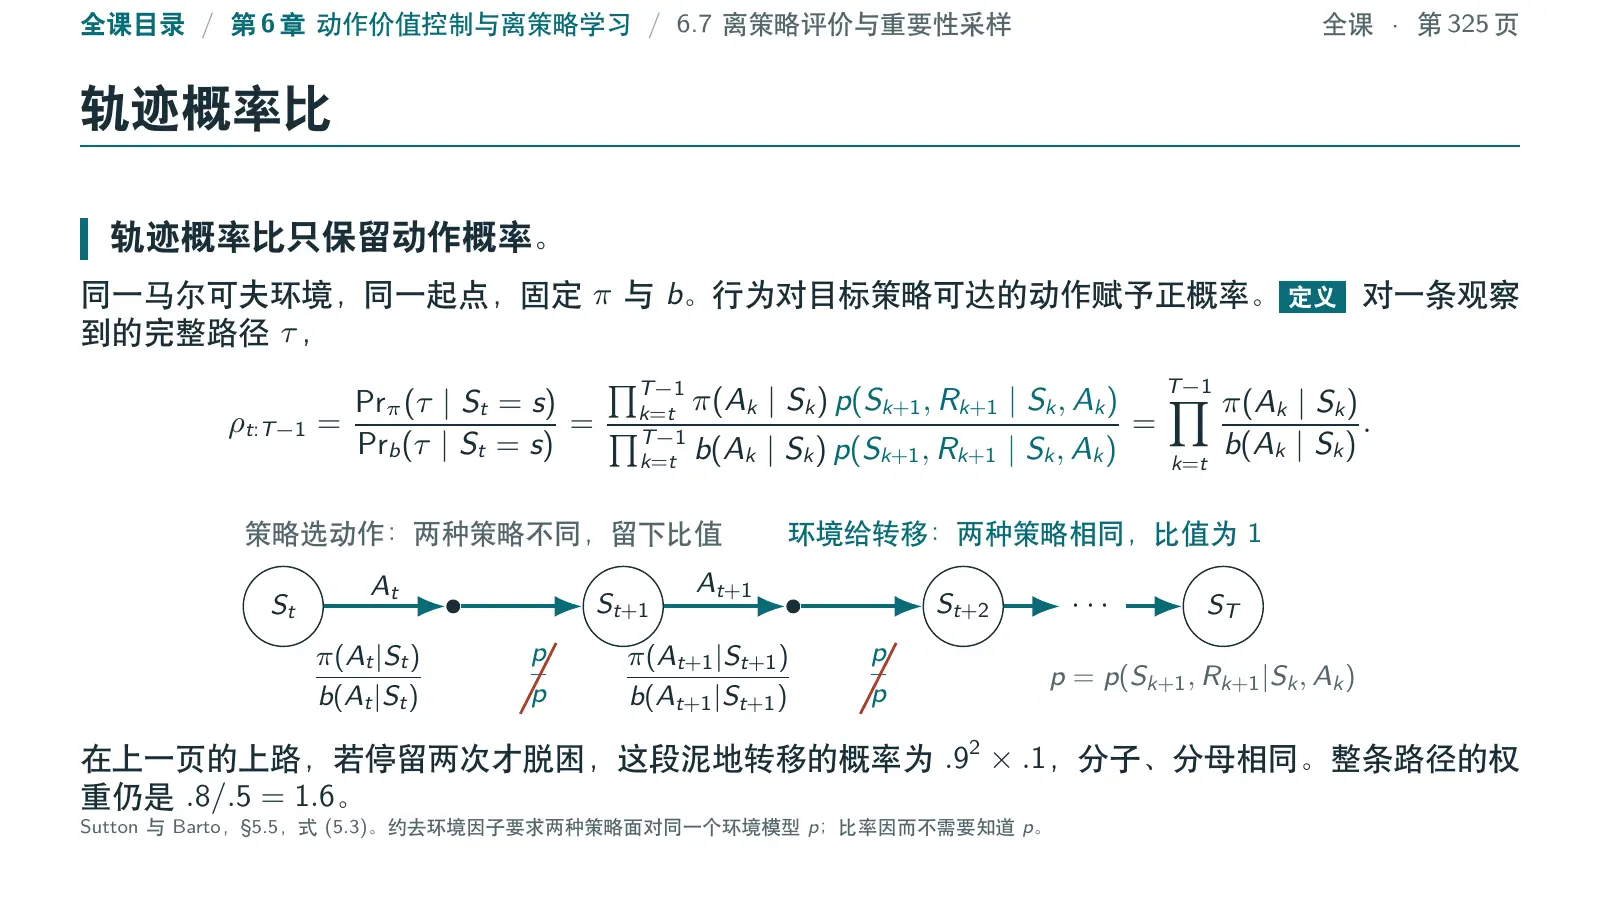 全课目录 / 第 6 章 动作价值控制与离策略学习 / 6.7 离策略评价与重要性采样 全课 · 第 325 页
轨迹概率比
轨迹概率比只保留动作概率。
同一马尔可夫环境，同一起点，固定 π 与 b。行为对目标策略可达的动作赋予正概率。 定义 对一条观察
到的完整路径 τ，
ρ_{t:T−1} = \frac{Pr_π(τ | S_t = s)}{Pr_b(τ | S_t = s)} = \frac{∏_{k=t}^{T−1} π(A_k | S_k) p(S_{k+1}, R_{k+1} | S_k, A_k)}{∏_{k=t}^{T−1} b(A_k | S_k) p(S_{k+1}, R_{k+1} | S_k, A_k)} = ∏_{k=t}^{T−1} \frac{π(A_k | S_k)}{b(A_k | S_k)}.
策略选动作：两种策略不同，留下比值 环境给转移：两种策略相同，比值为 1
S_t A_t S_{t+1} A_{t+1} S_{t+2} ··· S_T
\frac{π(A_t|S_t)}{b(A_t|S_t)} \frac{p}{p} \frac{π(A_{t+1}|S_{t+1})}{b(A_{t+1}|S_{t+1})} \frac{p}{p} p = p(S_{k+1}, R_{k+1}|S_k, A_k)
在上一页的上路，若停留两次才脱困，这段泥地转移的概率为 .9² × .1，分子、分母相同。整条路径的权
重仍是 .8/.5 = 1.6。
Sutton 与 Barto，§5.5，式 (5.3)。约去环境因子要求两种策略面对同一个环境模型 p；比率因而不需要知道 p。